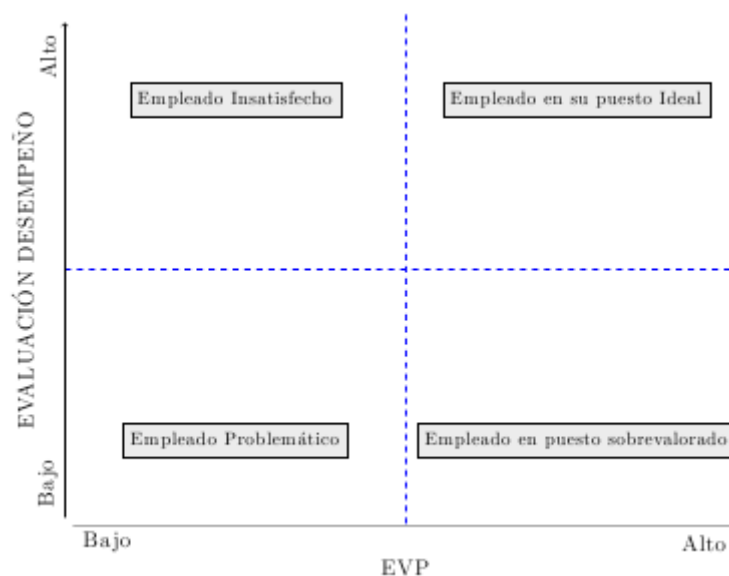 Alto
Empleado Insatisfecho
Empleado en su puesto Ideal
EVALUACIÓN DESEMPEÑO
Empleado Problemático
Empleado en puesto sobrevalorado
Bajo
Bajo
Alto
EVP